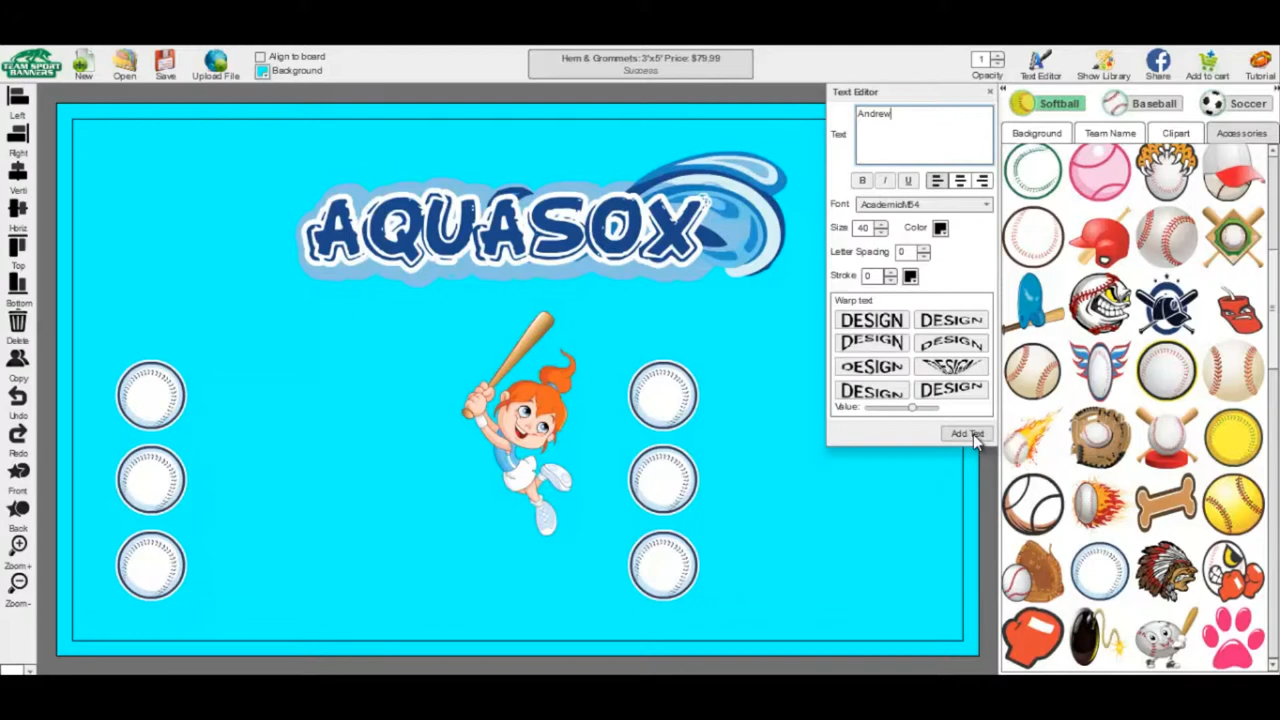 TEAM SPORT
BANNERS
New
Open
Save
Upload File
Align to board
Background
Hem & Grommets: 3'x5' Price: $79.99
Success
1
Opacity
Text Editor
Show Library
Share
Add to cart
Tutorial
Left
Right
Verti
Horiz
Top
Bottom
Delete
Copy
Undo
Redo
Front
Back
Zoom+
Zoom-
AQUASOX
Text Editor
Text
Andrew
B I U
Font AcademicM54
Size 40 Color
Letter Spacing 0
Stroke 0
Warp text
DESIGN DESIGN
DESIGN DESIGN
DESIGN DESIGN
DESIGN DESIGN
Value:
Add Text
Softball Baseball Soccer
Background Team Name Clipart Accessories